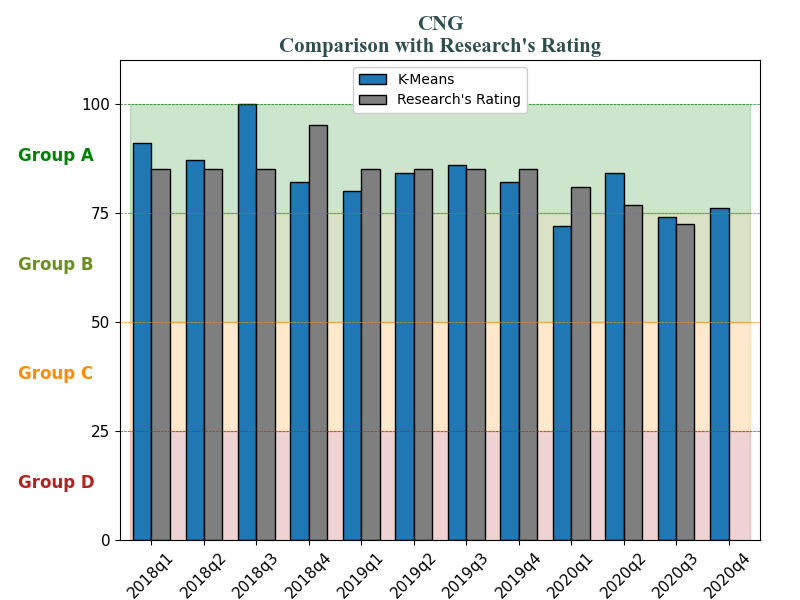 CNG
Comparison with Research's Rating
K-Means
Research's Rating
100
Group A
75
Group B
50
Group C
25
Group D
0
2018q1
2018q2
2018q3
2018q4
2019q1
2019q2
2019q3
2019q4
2020q1
2020q2
2020q3
2020q4